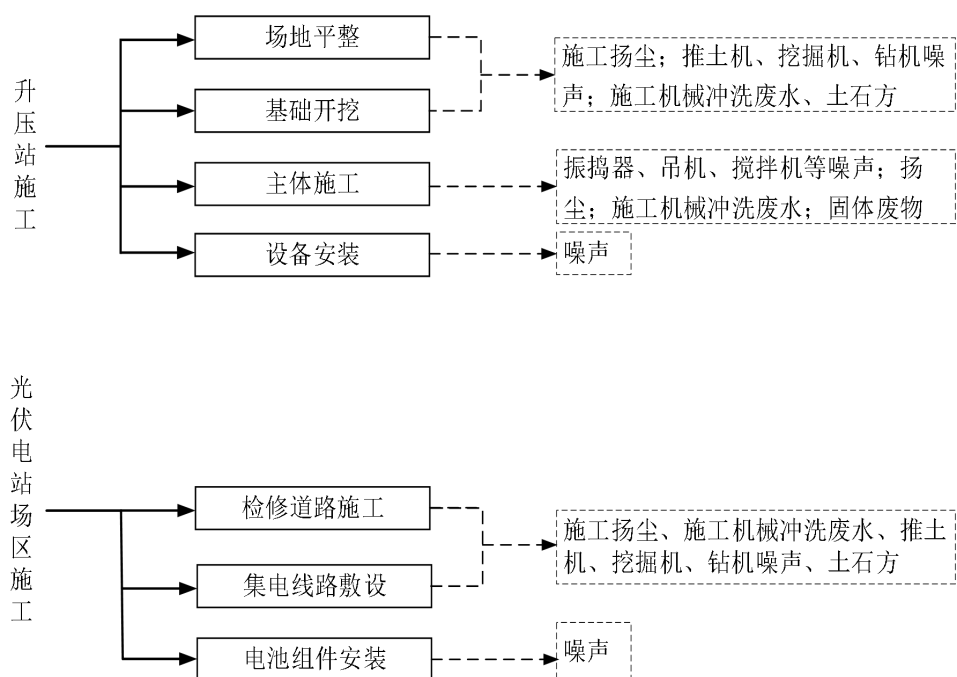 升压站施工
场地平整
基础开挖
施工扬尘；推土机、挖掘机、钻机噪
声；施工机械冲洗废水、土石方
主体施工
振捣器、吊机、搅拌机等噪声；扬
尘；施工机械冲洗废水；固体废物
设备安装
噪声
光伏电站场区施工
检修道路施工
集电线路敷设
施工扬尘、施工机械冲洗废水、推土
机、挖掘机、钻机噪声、土石方
电池组件安装
噪声